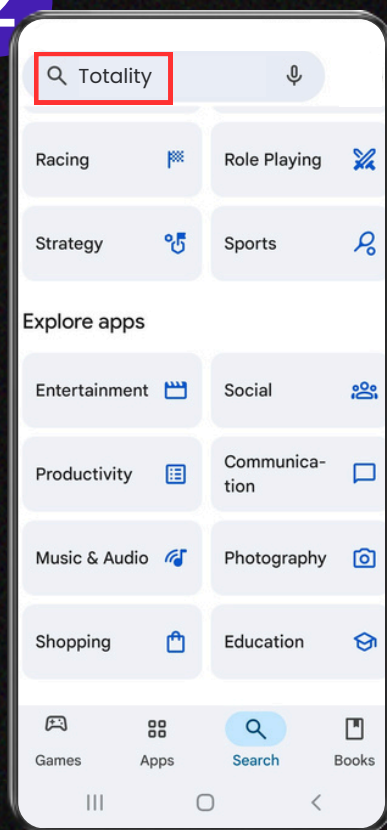 Totality
Racing
Role Playing
Strategy
Sports
Explore apps
Entertainment
Social
Productivity
Communica-
tion
Music & Audio
Photography
Shopping
Education
Games
Apps
Search
Books